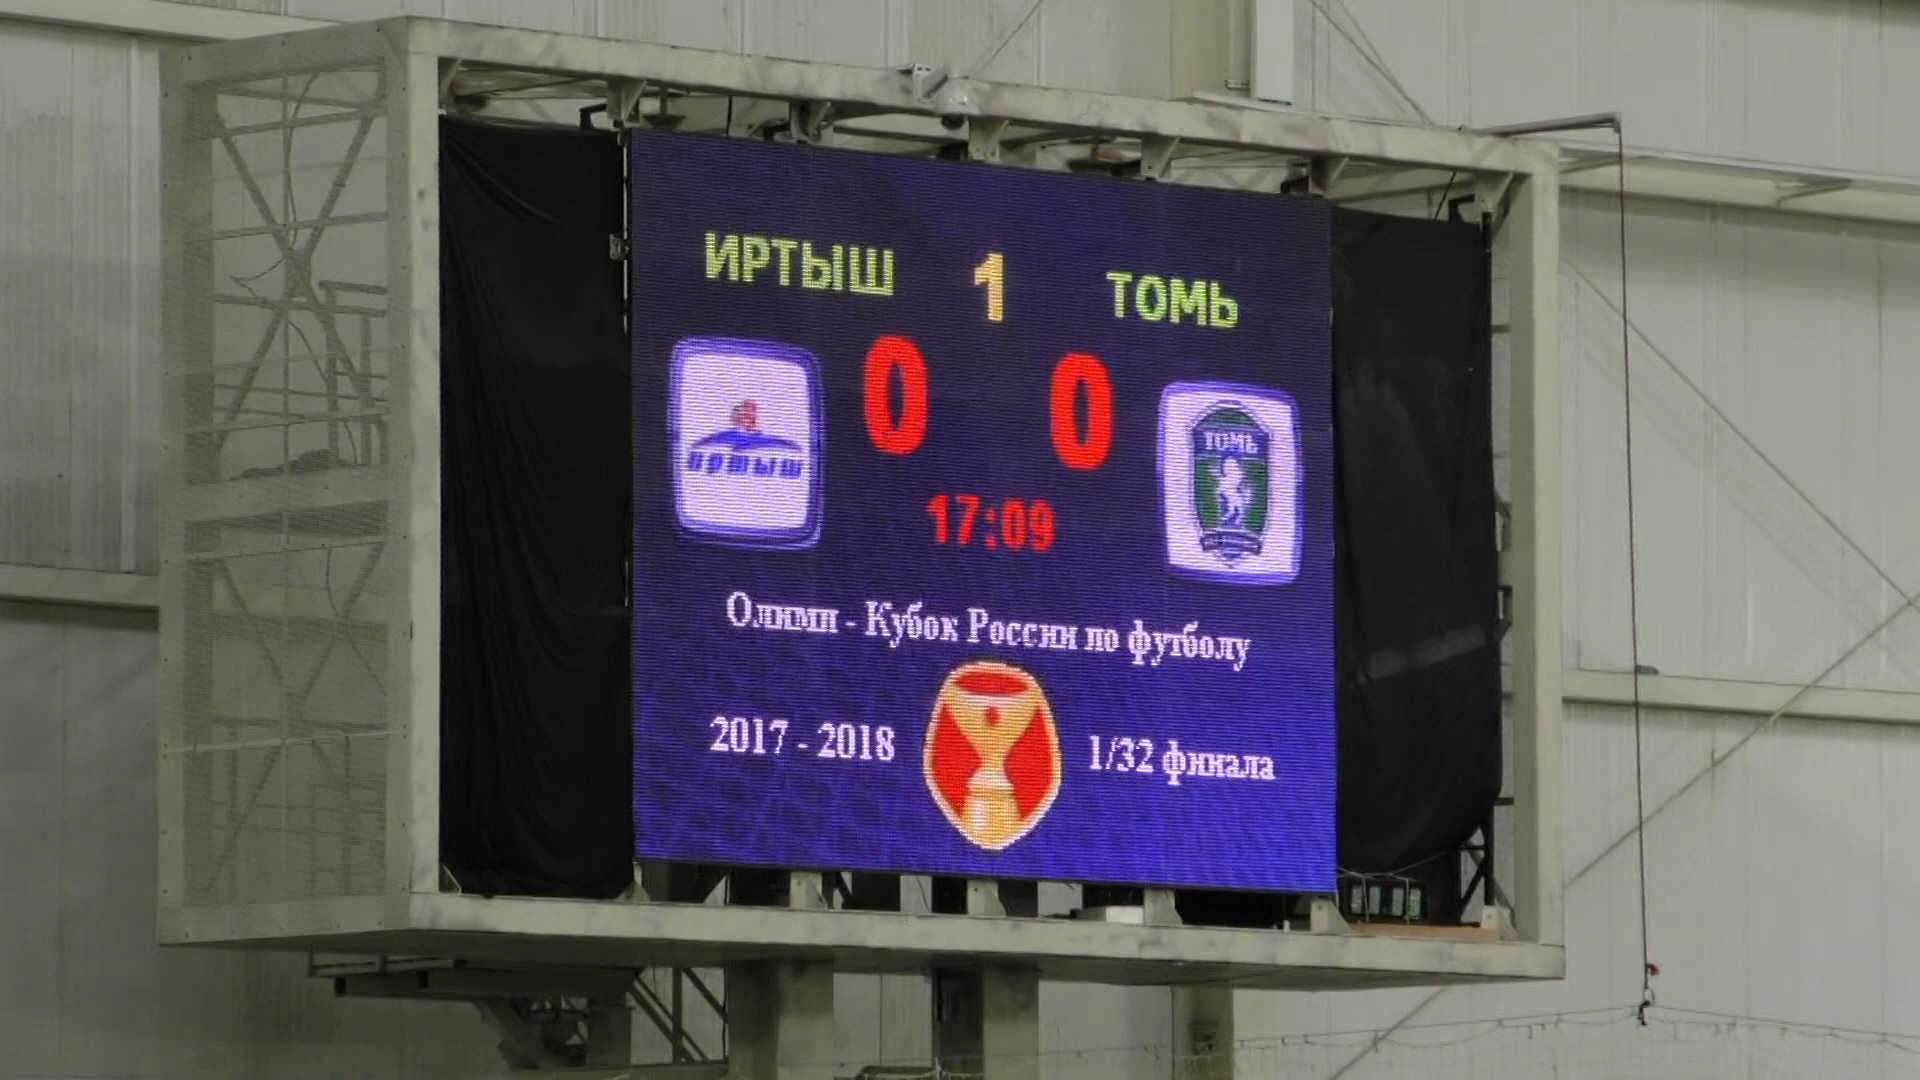 ИРТЫШ 1 ТОМЬ
0 0
иртыш
ТОМЬ
17:09
Олимп - Кубок России по футболу
2017 - 2018 1/32 финала